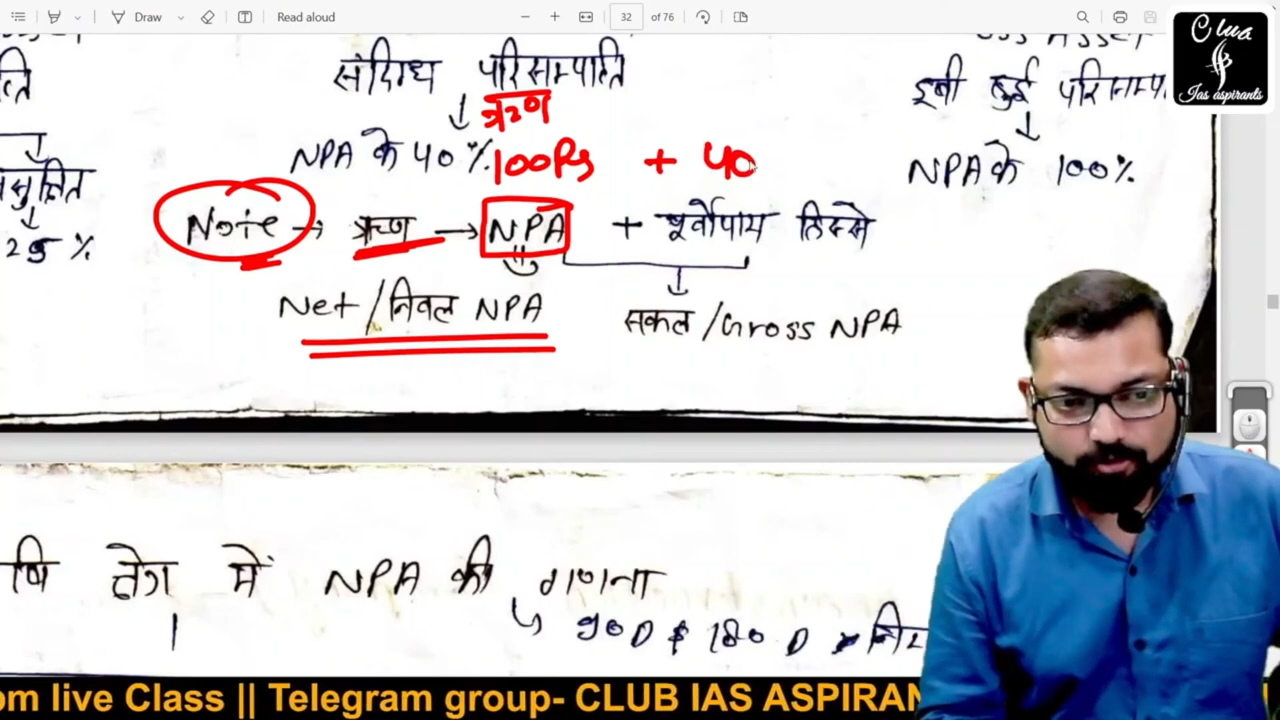 Draw
Read aloud
32 of 76
Clua
Ias aspirants
संदिग्ध परिसम्पत्ति
ऋण
NPA के 40 %
100Rs + 40
डूबी हुई परिसम्प
NPA के 100%
25 %
Note → ऋण → NPA + पूर्वोपाय हिस्से
Net / निवल NPA
सकल / Gross NPA
में NPA की गणना
90 D
180 D
om live Class || Telegram group- CLUB IAS ASPIRAN